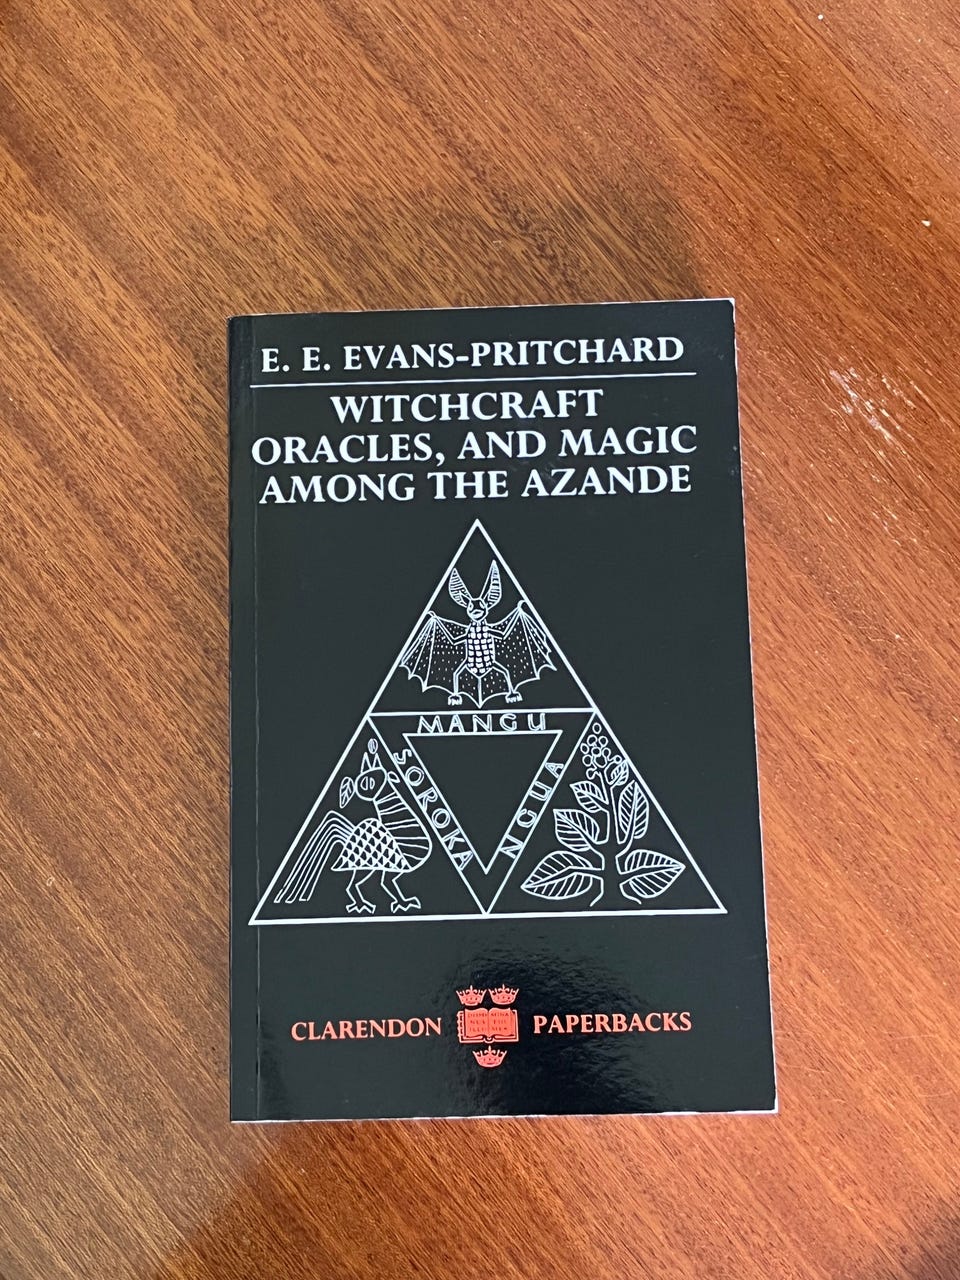 E. E. EVANS-PRITCHARD
WITCHCRAFT
ORACLES, AND MAGIC
AMONG THE AZANDE
MANGU
SOROKA
NGUA
CLARENDON PAPERBACKS